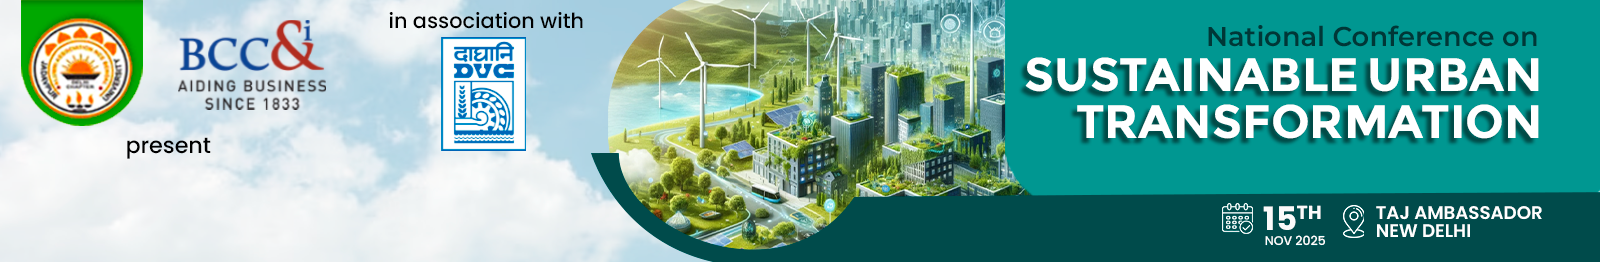 BCC&i
AIDING BUSINESS
SINCE 1833
present
in association with
DVC
National Conference on
SUSTAINABLE URBAN
TRANSFORMATION
15TH
NOV 2025
TAJ AMBASSADOR
NEW DELHI